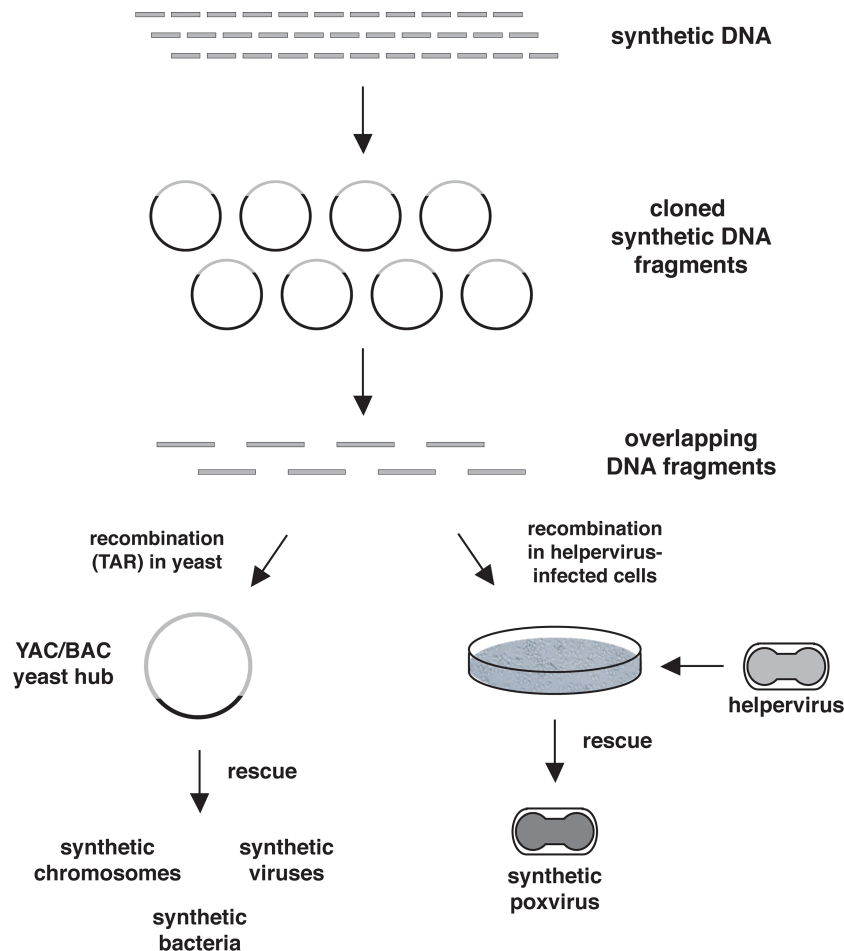 synthetic DNA
cloned
synthetic DNA
fragments
overlapping
DNA fragments
recombination
(TAR) in yeast
recombination
in helpervirus-
infected cells
YAC/BAC
yeast hub
helpervirus
rescue
rescue
synthetic
chromosomes
synthetic
viruses
synthetic
bacteria
synthetic
poxvirus